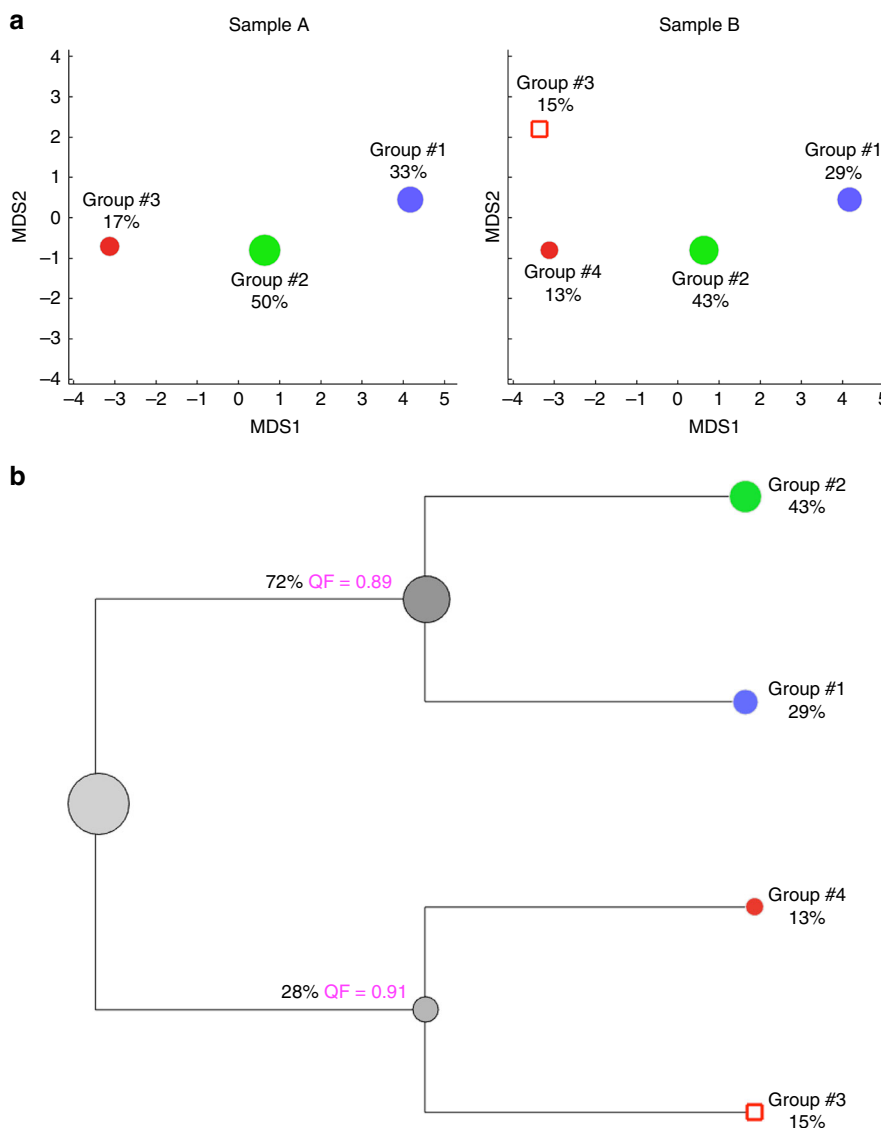 a
Sample A
Sample B
4
3
2
1
0
−1
−2
−3
−4
MDS2
Group #3
17%
Group #2
50%
Group #1
33%
−4 −3 −2 −1 0 1 2 3 4 5
MDS1
Group #3
15%
Group #4
13%
Group #2
43%
Group #1
29%
−4 −3 −2 −1 0 1 2 3 4 5
MDS1
b
Group #2
43%
72% QF = 0.89
Group #1
29%
Group #4
13%
28% QF = 0.91
Group #3
15%